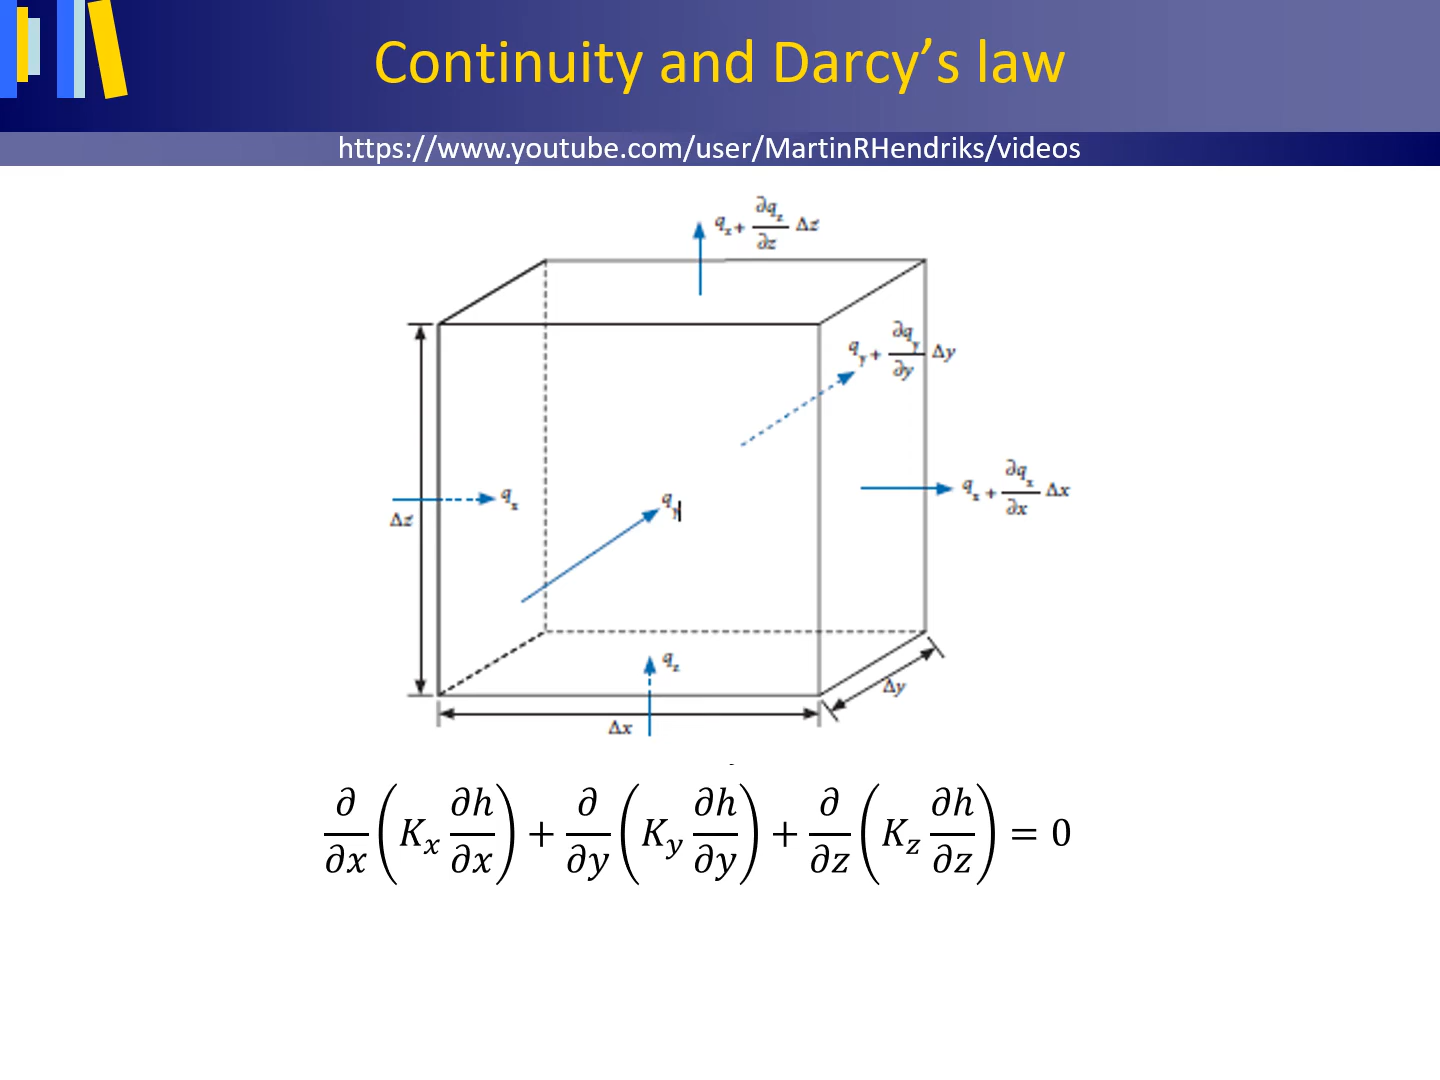 Continuity and Darcy's law
https://www.youtube.com/user/MartinRHendriks/videos
q_z + ∂q_z/∂z Δz
q_y + ∂q_y/∂y Δy
q_x + ∂q_x/∂x Δx
q_x
q_y
Δz
q_z
Δy
Δx
∂/∂x (K_x ∂h/∂x) + ∂/∂y (K_y ∂h/∂y) + ∂/∂z (K_z ∂h/∂z) = 0